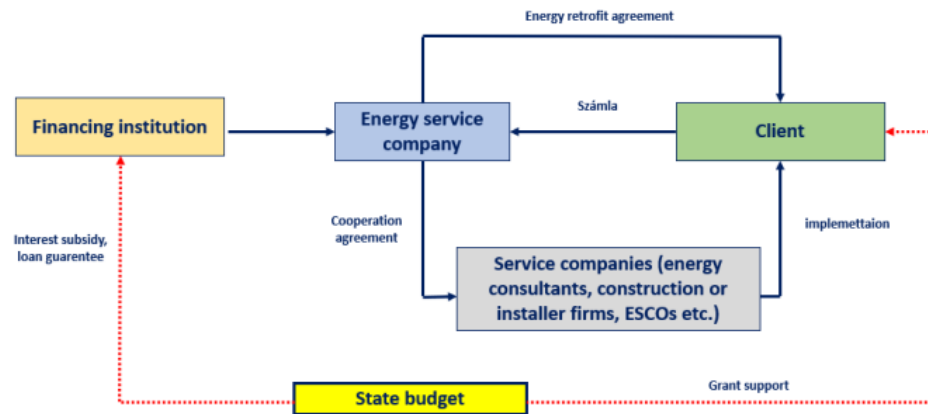 Energy retrofit agreement
Financing institution
Energy service
company
Számla
Client
Interest subsidy,
loan guarentee
Cooperation
agreement
implemettaion
Service companies (energy
consultants, construction or
installer firms, ESCOs etc.)
State budget
Grant support